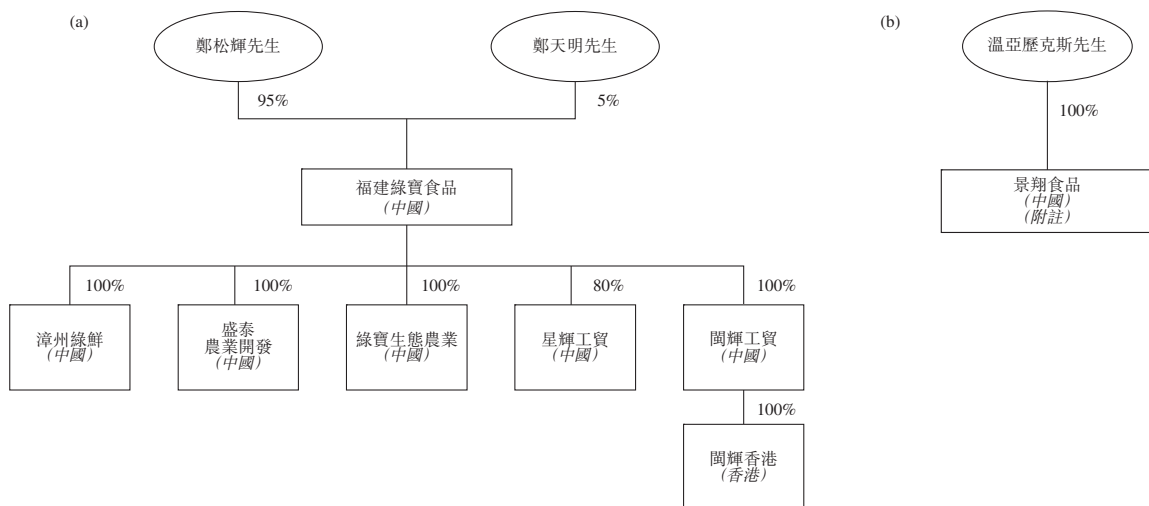 (a)
鄭松輝先生
鄭天明先生
95%
5%
福建綠寶食品
(中國)
100%
100%
100%
80%
100%
漳州綠鮮
(中國)
盛泰
農業開發
(中國)
綠寶生態農業
(中國)
星輝工貿
(中國)
閩輝工貿
(中國)
100%
閩輝香港
(香港)
(b)
溫亞歷克斯先生
100%
景翔食品
(中國)
(附註)